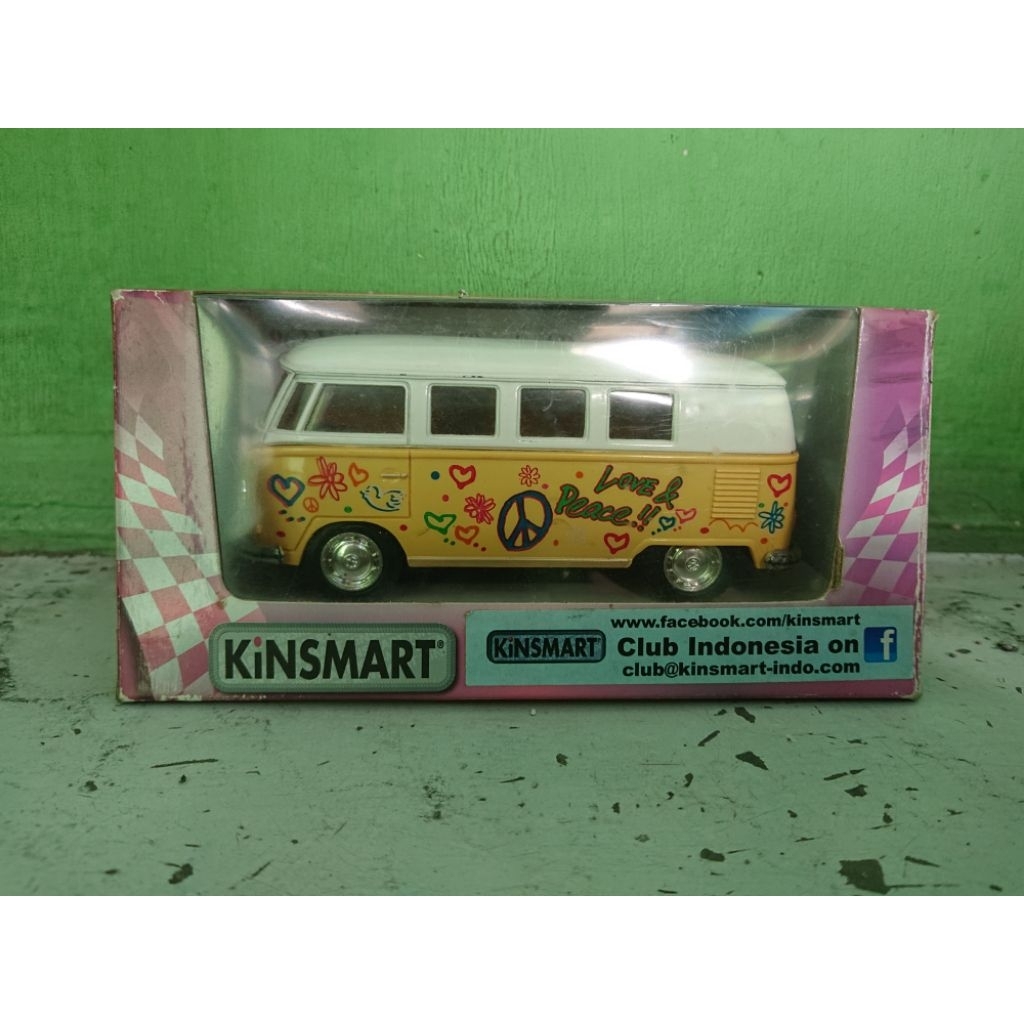 Love &
Peace!!
KiNSMART®
KiNSMART
www.facebook.com/kinsmart
Club Indonesia on f
club@kinsmart-indo.com